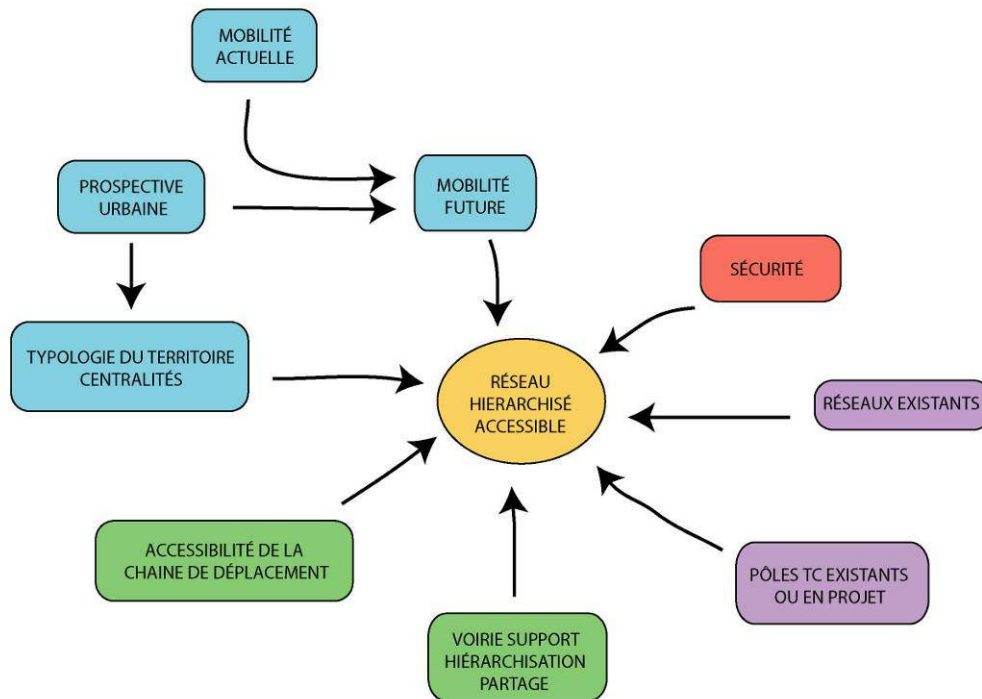 MOBILITÉ
ACTUELLE
PROSPECTIVE
URBAINE
MOBILITÉ
FUTURE
SÉCURITÉ
TYPOLOGIE DU TERRITOIRE
CENTRALITÉS
RÉSEAU
HIERARCHISÉ
ACCESSIBLE
RÉSEAUX EXISTANTS
ACCESSIBILITÉ DE LA
CHAINE DE DÉPLACEMENT
PÔLES TC EXISTANTS
OU EN PROJET
VOIRIE SUPPORT
HIÉRARCHISATION
PARTAGE